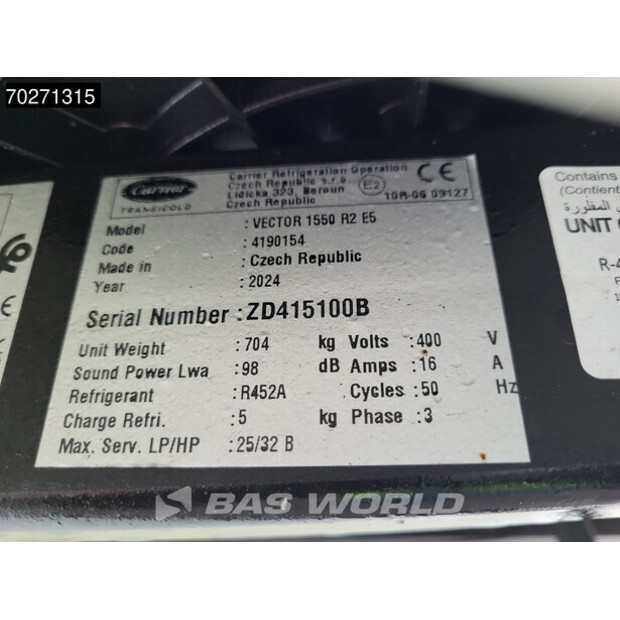 70271315
Carrier
TRANSICOLD
Carrier Refrigeration Operation
Czech Republic s.r.o.
Lidicka 323, Beroun
Czech Republic
CE
E2
10R-06 09127
Model : VECTOR 1550 R2 E5
Code : 4190154
Made in : Czech Republic
Year : 2024
Serial Number : ZD415100B
Unit Weight : 704 kg Volts : 400 V
Sound Power Lwa : 98 dB Amps : 16 A
Refrigerant : R452A Cycles : 50 Hz
Charge Refri. : 5 kg Phase : 3
Max. Serv. LP/HP : 25/32 B
Contains
(Contient
UNIT
R-4
BAS WORLD